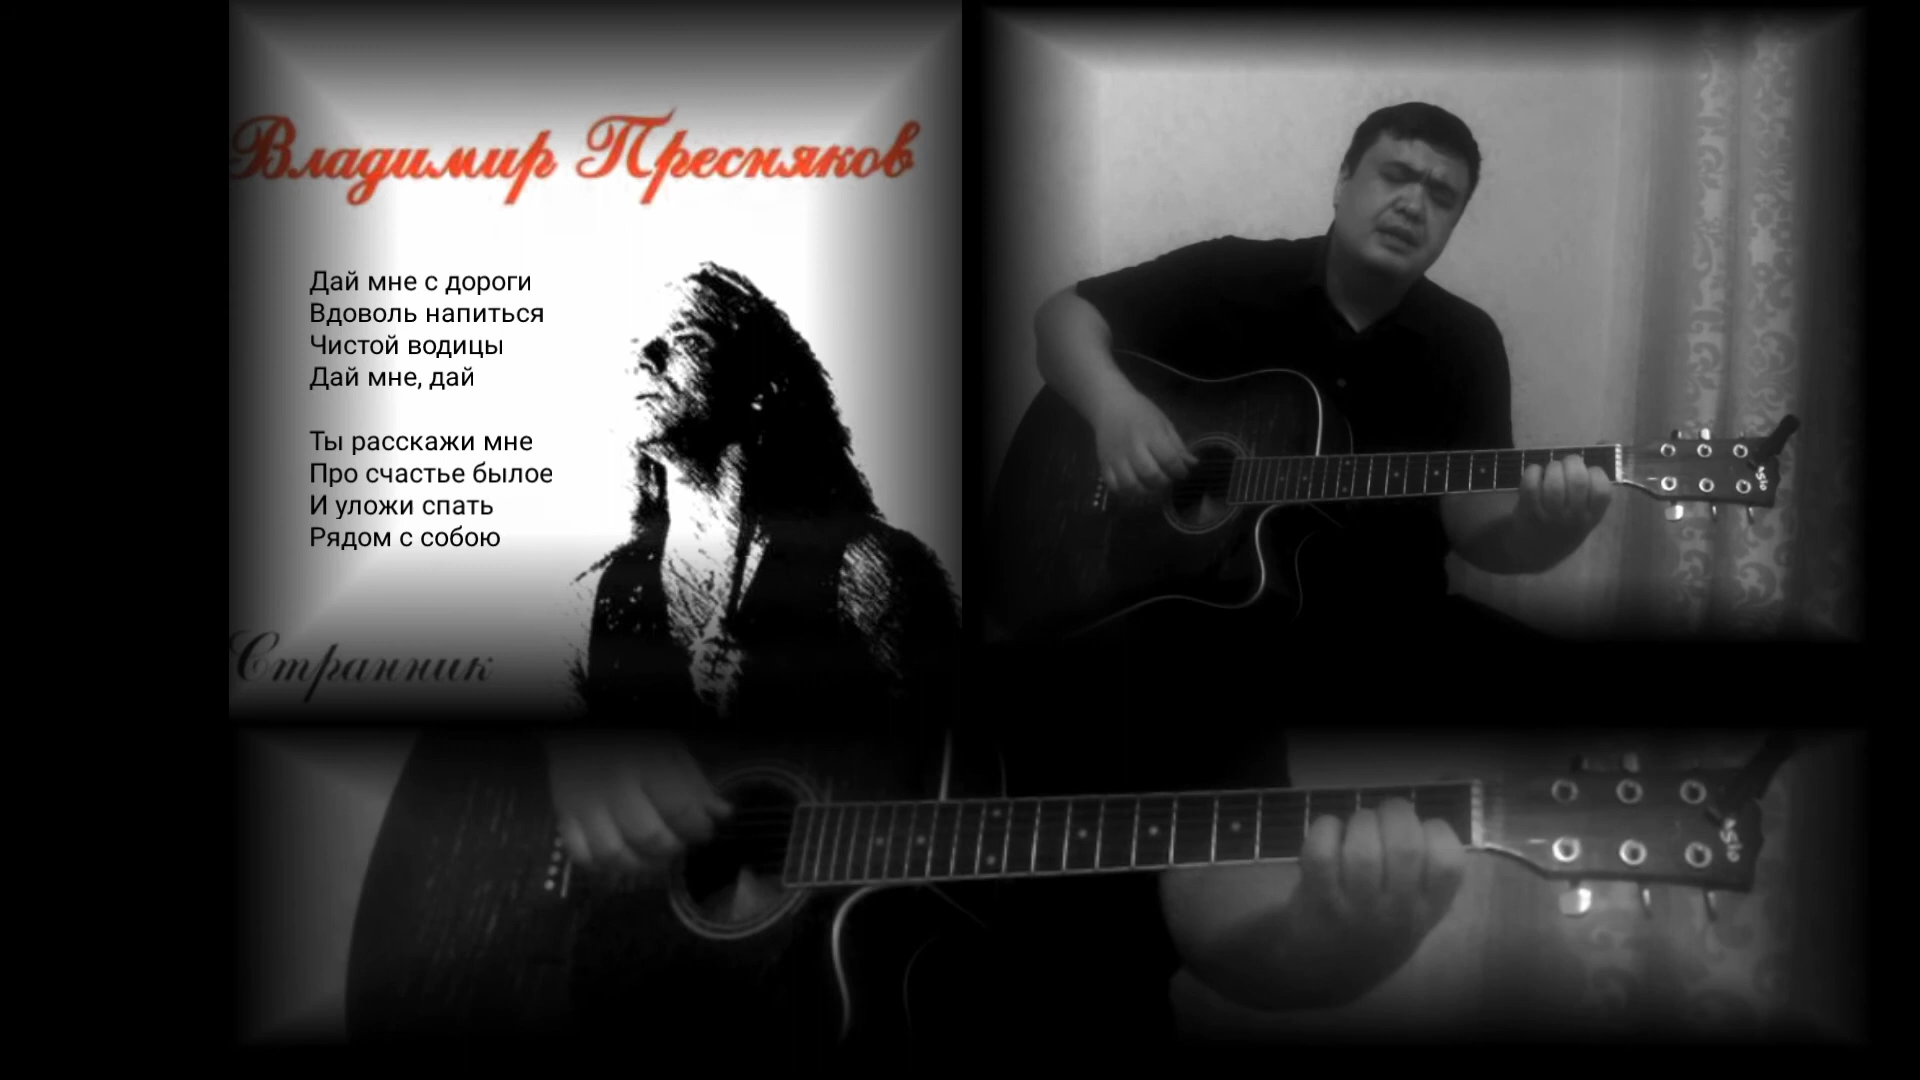 Владимир Пресняков
Дай мне с дороги
Вдоволь напиться
Чистой водицы
Дай мне, дай
Ты расскажи мне
Про счастье былое
И уложи спать
Рядом с собою
Странник